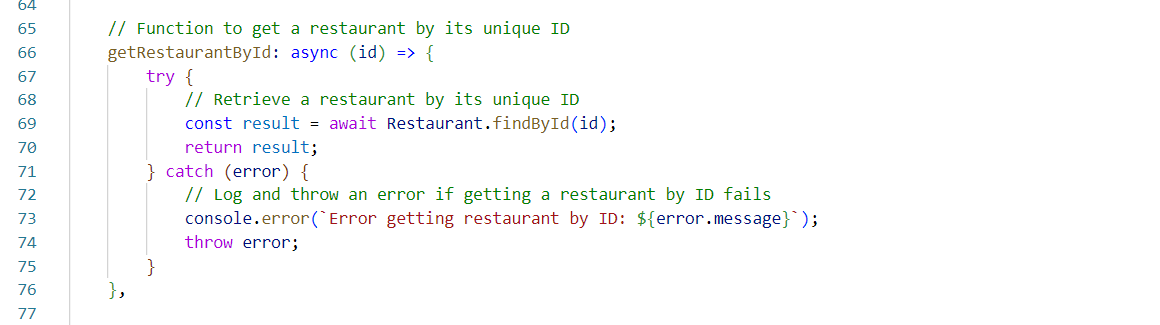 64
65 // Function to get a restaurant by its unique ID
66 getRestaurantById: async (id) => {
67 try {
68 // Retrieve a restaurant by its unique ID
69 const result = await Restaurant.findById(id);
70 return result;
71 } catch (error) {
72 // Log and throw an error if getting a restaurant by ID fails
73 console.error(`Error getting restaurant by ID: ${error.message}`);
74 throw error;
75 }
76 },
77